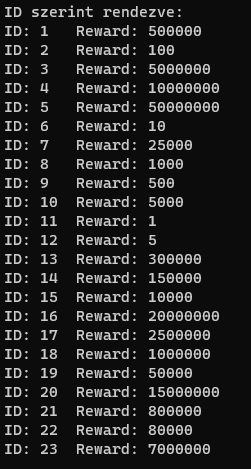 ID szerint rendezve:
ID: 1   Reward: 500000
ID: 2   Reward: 100
ID: 3   Reward: 5000000
ID: 4   Reward: 10000000
ID: 5   Reward: 50000000
ID: 6   Reward: 10
ID: 7   Reward: 25000
ID: 8   Reward: 1000
ID: 9   Reward: 500
ID: 10  Reward: 5000
ID: 11  Reward: 1
ID: 12  Reward: 5
ID: 13  Reward: 300000
ID: 14  Reward: 150000
ID: 15  Reward: 10000
ID: 16  Reward: 20000000
ID: 17  Reward: 2500000
ID: 18  Reward: 1000000
ID: 19  Reward: 50000
ID: 20  Reward: 15000000
ID: 21  Reward: 800000
ID: 22  Reward: 80000
ID: 23  Reward: 7000000